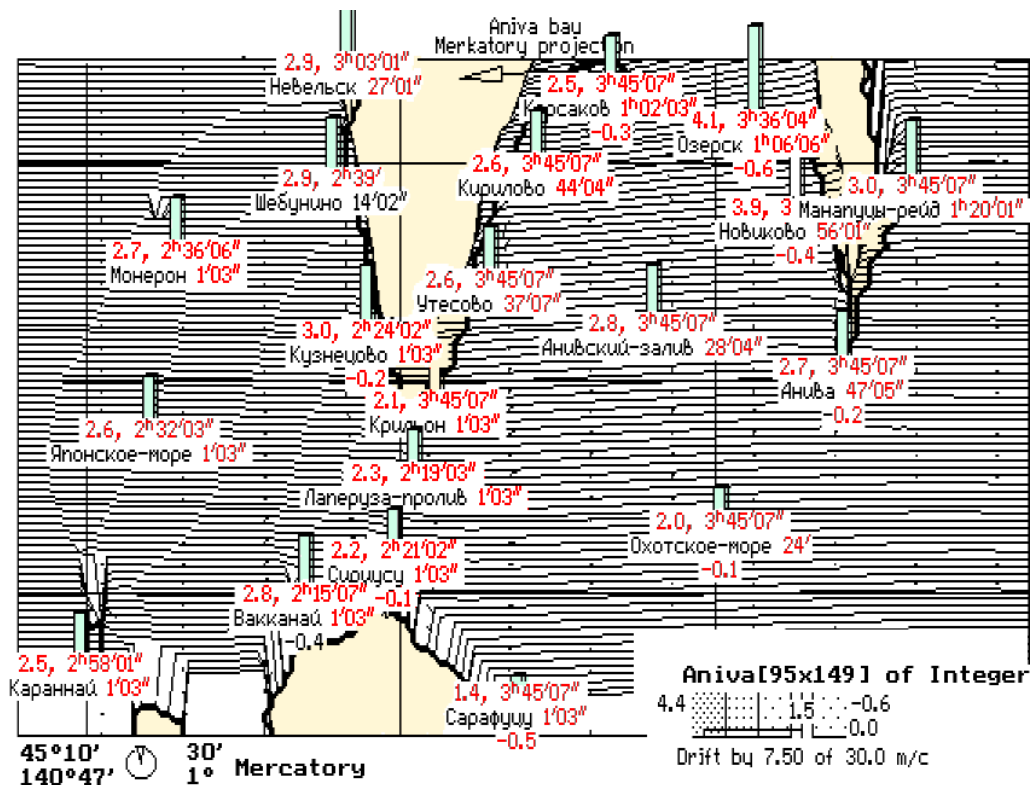 Aniva bay
Merkatory projection
2.9, 3ʰ03′01″
Невельск 27′01″
2.5, 3ʰ45′07″
Корсаков 1ʰ02′03″
-0.3
4.1, 3ʰ36′04″
Озерск 1ʰ06′06″
-0.6
2.9, 2ʰ39′
Шебунино 14′02″
2.6, 3ʰ45′07″
Кирилово 44′04″
3.0, 3ʰ45′07″
Манапуцы-рейд 1ʰ20′01″
3.9, 3
Новиково 56′01″
-0.4
2.7, 2ʰ36′06″
Монерон 1′03″
2.6, 3ʰ45′07″
Утесово 37′07″
3.0, 2ʰ24′02″
Кузнецово 1′03″
-0.2
2.8, 3ʰ45′07″
Анивский-залив 28′04″
2.7, 3ʰ45′07″
Анива 47′05″
-0.2
2.1, 3ʰ45′07″
Крильон 1′03″
2.6, 2ʰ32′03″
Японское-море 1′03″
2.3, 2ʰ19′03″
Лаперуза-пролив 1′03″
2.0, 3ʰ45′07″
Охотское-море 24′
-0.1
2.2, 2ʰ21′02″
Сириусу 1′03″
-0.1
2.8, 2ʰ15′07″
Вакканай 1′03″
-0.4
2.5, 2ʰ58′01″
Караннай 1′03″
1.4, 3ʰ45′07″
Сарафуцу 1′03″
-0.5
Aniva[95x149] of Integer
4.4 1.5 -0.6
0.0
Drift by 7.50 of 30.0 m/c
45°10′ 30′
140°47′ 1° Mercatory